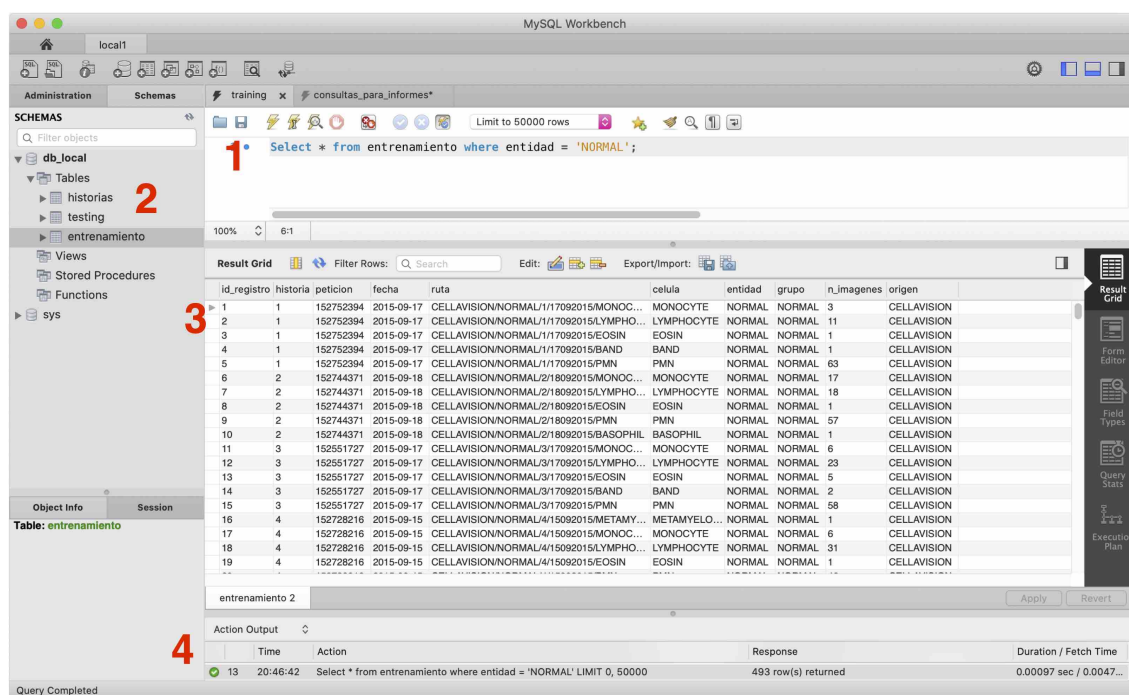 MySQL Workbench
local1
Administration
Schemas
training x
consultas_para_informes*
SCHEMAS
Filter objects
db_local
Tables
historias
testing
entrenamiento
Views
Stored Procedures
Functions
sys
2
Object Info
Session
Table: entrenamiento
Limit to 50000 rows
1
Select * from entrenamiento where entidad = 'NORMAL';
100%
6:1
Result Grid
Filter Rows:
Search
Edit:
Export/Import:
3
id_registro historia peticion fecha ruta celula entidad grupo n_imagenes origen
1 1 152752394 2015-09-17 CELLAVISION/NORMAL/1/17092015/MONOC... MONOCYTE NORMAL NORMAL 3 CELLAVISION
2 1 152752394 2015-09-17 CELLAVISION/NORMAL/1/17092015/LYMPHO... LYMPHOCYTE NORMAL NORMAL 11 CELLAVISION
3 1 152752394 2015-09-17 CELLAVISION/NORMAL/1/17092015/EOSIN EOSIN NORMAL NORMAL 1 CELLAVISION
4 1 152752394 2015-09-17 CELLAVISION/NORMAL/1/17092015/BAND BAND NORMAL NORMAL 1 CELLAVISION
5 1 152752394 2015-09-17 CELLAVISION/NORMAL/1/17092015/PMN PMN NORMAL NORMAL 63 CELLAVISION
6 2 152744371 2015-09-18 CELLAVISION/NORMAL/2/18092015/MONOC... MONOCYTE NORMAL NORMAL 17 CELLAVISION
7 2 152744371 2015-09-18 CELLAVISION/NORMAL/2/18092015/LYMPHO... LYMPHOCYTE NORMAL NORMAL 18 CELLAVISION
8 2 152744371 2015-09-18 CELLAVISION/NORMAL/2/18092015/EOSIN EOSIN NORMAL NORMAL 1 CELLAVISION
9 2 152744371 2015-09-18 CELLAVISION/NORMAL/2/18092015/PMN PMN NORMAL NORMAL 57 CELLAVISION
10 2 152744371 2015-09-18 CELLAVISION/NORMAL/2/18092015/BASOPHIL BASOPHIL NORMAL NORMAL 1 CELLAVISION
11 3 152551727 2015-09-17 CELLAVISION/NORMAL/3/17092015/MONOC... MONOCYTE NORMAL NORMAL 6 CELLAVISION
12 3 152551727 2015-09-17 CELLAVISION/NORMAL/3/17092015/LYMPHO... LYMPHOCYTE NORMAL NORMAL 23 CELLAVISION
13 3 152551727 2015-09-17 CELLAVISION/NORMAL/3/17092015/EOSIN EOSIN NORMAL NORMAL 5 CELLAVISION
14 3 152551727 2015-09-17 CELLAVISION/NORMAL/3/17092015/BAND BAND NORMAL NORMAL 2 CELLAVISION
15 3 152551727 2015-09-17 CELLAVISION/NORMAL/3/17092015/PMN PMN NORMAL NORMAL 58 CELLAVISION
16 4 152728216 2015-09-15 CELLAVISION/NORMAL/4/15092015/METAMY... METAMYELO... NORMAL NORMAL 1 CELLAVISION
17 4 152728216 2015-09-15 CELLAVISION/NORMAL/4/15092015/MONOC... MONOCYTE NORMAL NORMAL 6 CELLAVISION
18 4 152728216 2015-09-15 CELLAVISION/NORMAL/4/15092015/LYMPHO... LYMPHOCYTE NORMAL NORMAL 31 CELLAVISION
19 4 152728216 2015-09-15 CELLAVISION/NORMAL/4/15092015/EOSIN EOSIN NORMAL NORMAL 1 CELLAVISION
Result
Grid
Form
Editor
Field
Types
Query
Stats
Executio
Plan
entrenamiento 2
Apply
Revert
Action Output
4
Time Action Response Duration / Fetch Time
13 20:46:42 Select * from entrenamiento where entidad = 'NORMAL' LIMIT 0, 50000 493 row(s) returned 0.00097 sec / 0.0047...
Query Completed